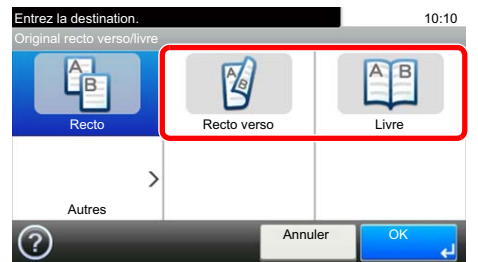 Entrez la destination.
10:10
Original recto verso/livre
A
B
A
B
A B
Recto
Recto verso
Livre
Autres
?
Annuler
OK